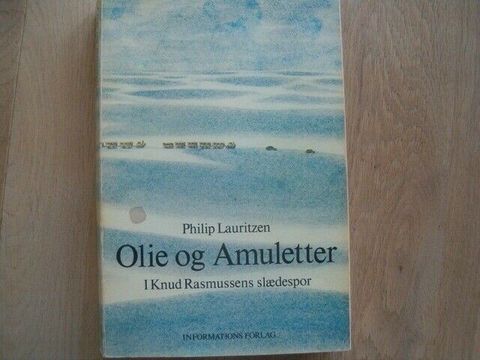 Philip Lauritzen
Olie og Amuletter
I Knud Rasmussens slædespor
INFORMATIONS FORLAG